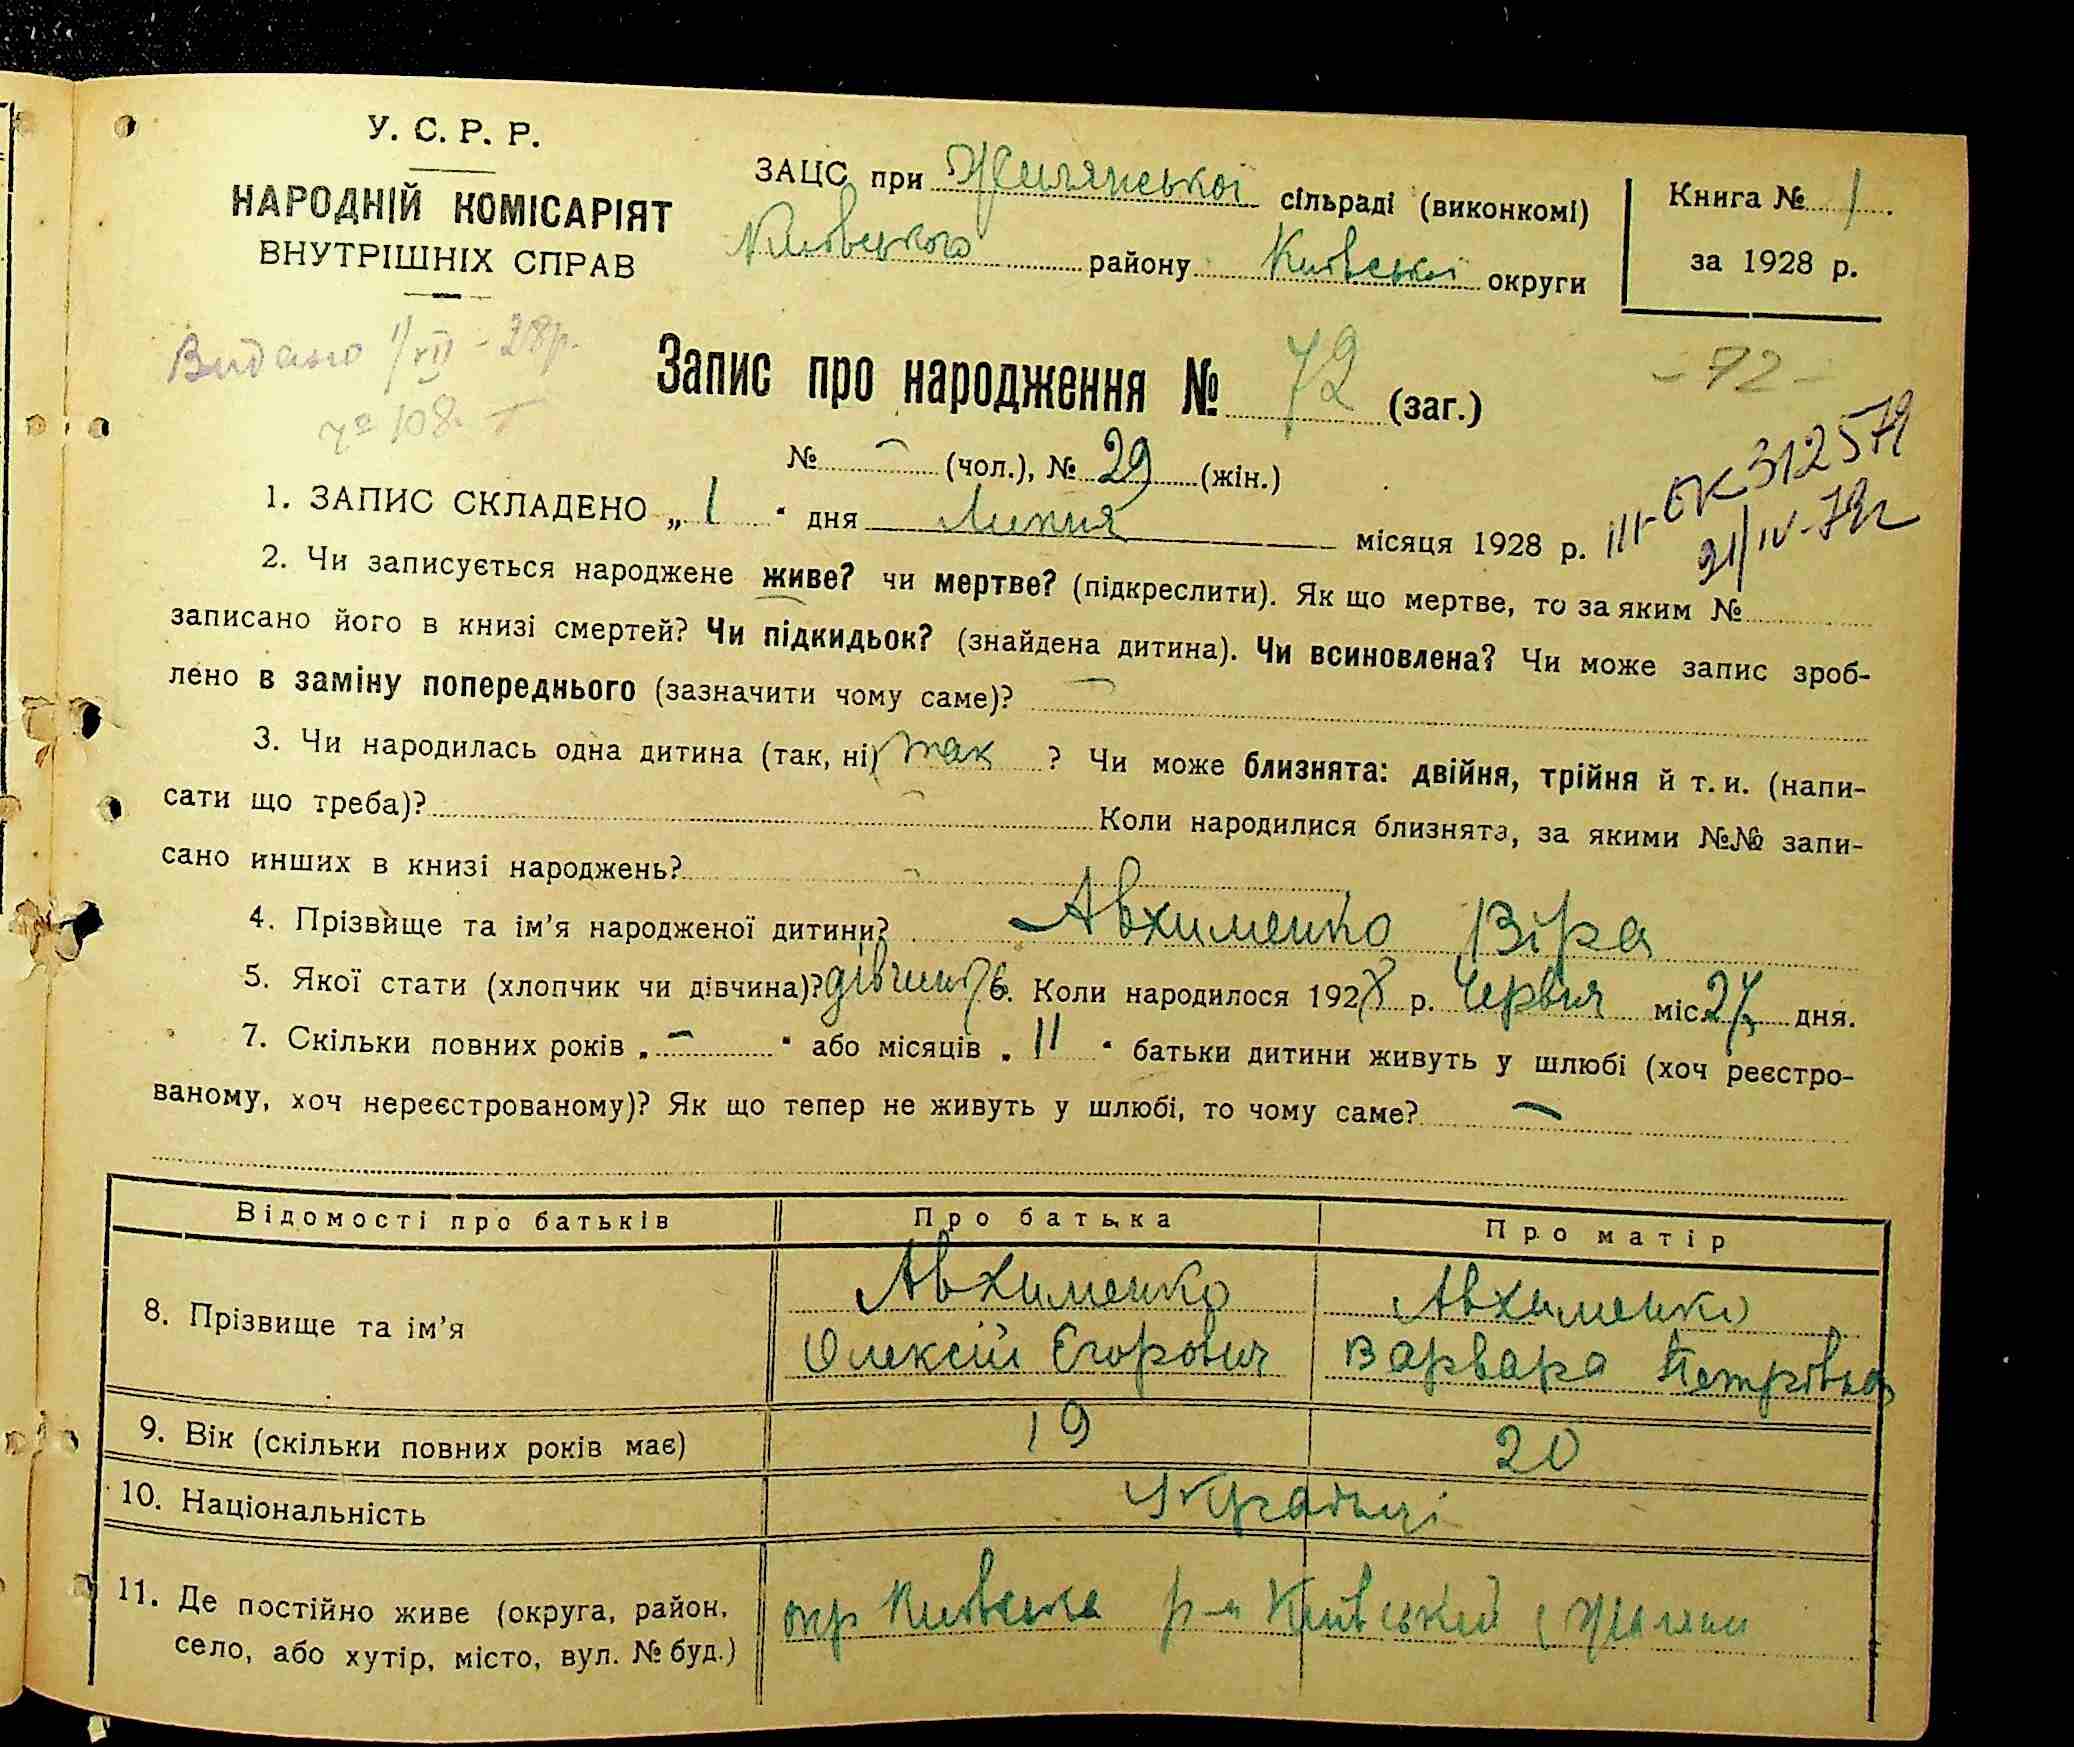 У. С. Р. Р.
НАРОДНІЙ КОМІСАРІЯТ
ВНУТРІШНІХ СПРАВ
ЗАЦС при Жилянської сільраді (виконкомі)
Київського району Київської округи
Книга № 1
за 1928 р.
Видано 1/VII - 28р.
№ 108.
Запис про народження № 72 (заг.)
- 72 -
№ - (чол.), № 29 (жін.)
III-БК 312579
21/IV-79г
1. ЗАПИС СКЛАДЕНО „ 1 " дня Липня місяця 1928 р.
2. Чи записується народжене живе? чи мертве? (підкреслити). Як що мертве, то за яким №
записано його в книзі смертей? Чи підкидьок? (знайдена дитина). Чи всиновлена? Чи може запис зроб-
лено в заміну попереднього (зазначити чому саме)? -
3. Чи народилась одна дитина (так, ні) так ? Чи може близнята: двійня, трійня й т. и. (напи-
сати що треба)? - Коли народилися близнята, за якими №№ запи-
сано инших в книзі народжень? -
4. Прізвище та ім'я народженої дитини? Авхименко Віра
5. Якої стати (хлопчик чи дівчина)? дівчина 6. Коли народилося 1928 р. Червня міс. 27 дня.
7. Скільки повних років „ - " або місяців „ 11 " батьки дитини живуть у шлюбі (хоч реєстро-
ваному, хоч нереєстрованому)? Як що тепер не живуть у шлюбі, то чому саме? -
Відомості про батьків Про батька Про матір
8. Прізвище та ім'я
Авхименко Авхименко
Олексій Єгорович Варвара Петрівна
9. Вік (скільки повних років має) 19 20
10. Національність Українці
11. Де постійно живе (округа, район,
село, або хутір, місто, вул. № буд.)
окр Київська р-н Київський с Жиляни